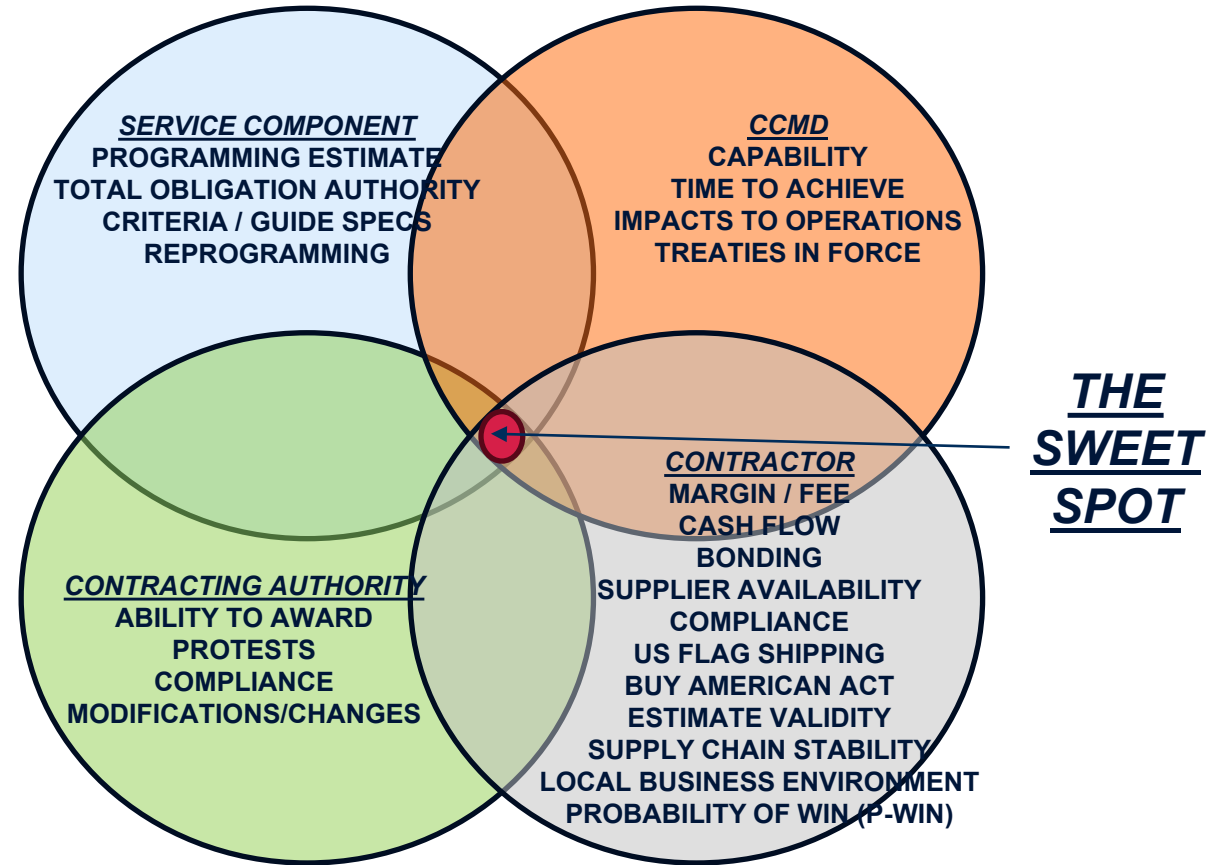 SERVICE COMPONENT
PROGRAMMING ESTIMATE
TOTAL OBLIGATION AUTHORITY
CRITERIA / GUIDE SPECS
REPROGRAMMING
CCMD
CAPABILITY
TIME TO ACHIEVE
IMPACTS TO OPERATIONS
TREATIES IN FORCE
THE
SWEET
SPOT
CONTRACTING AUTHORITY
ABILITY TO AWARD
PROTESTS
COMPLIANCE
MODIFICATIONS/CHANGES
CONTRACTOR
MARGIN / FEE
CASH FLOW
BONDING
SUPPLIER AVAILABILITY
COMPLIANCE
US FLAG SHIPPING
BUY AMERICAN ACT
ESTIMATE VALIDITY
SUPPLY CHAIN STABILITY
LOCAL BUSINESS ENVIRONMENT
PROBABILITY OF WIN (P-WIN)